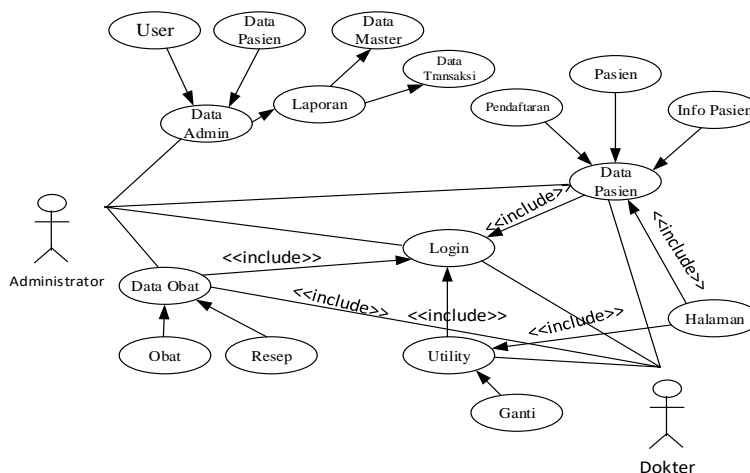 User
Data
Pasien
Data
Master
Data
Transaksi
Laporan
Data
Admin
Pasien
Pendaftaran
Info Pasien
Data
Pasien
<<include>>
<<include>>
Login
<<include>>
Administrator
Data Obat
<<include>>
<<include>>
<<include>>
Halaman
Obat
Resep
Utility
Ganti
Dokter